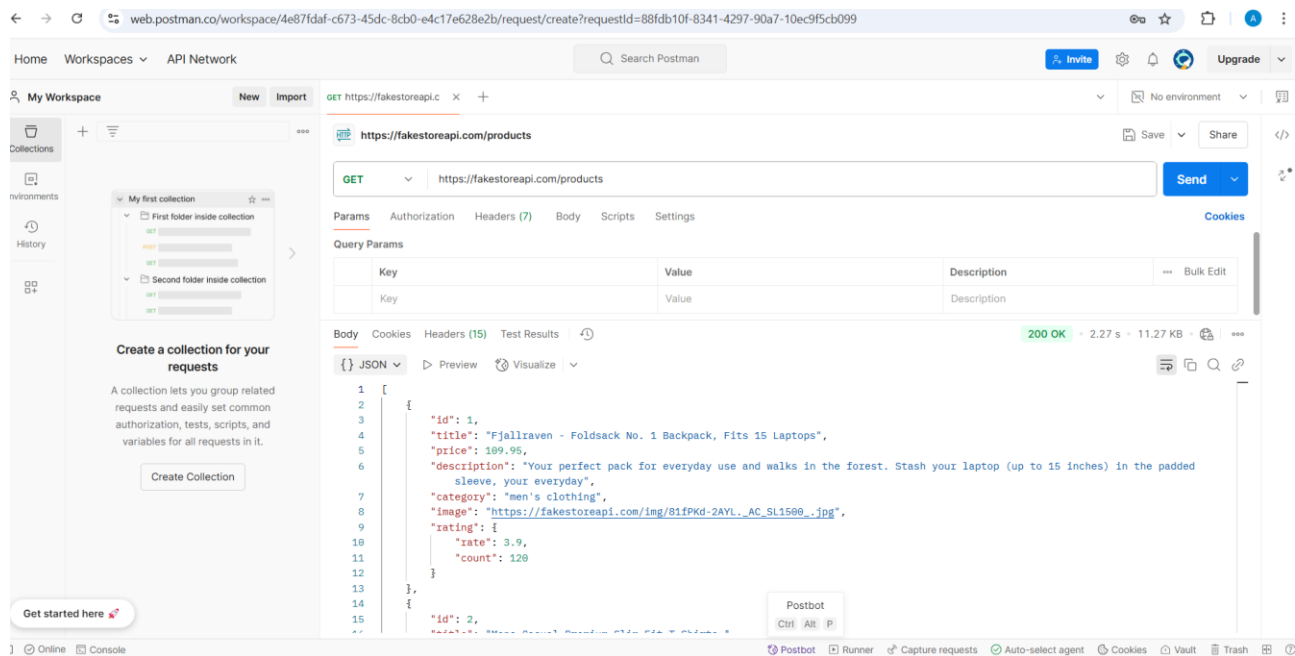 web.postman.co/workspace/4e87fdaf-c673-45dc-8cb0-e4c17e628e2b/request/create?requestId=88fdb10f-8341-4297-90a7-10ec9f5cb099
A
Home Workspaces API Network
Search Postman
Invite
Upgrade
My Workspace
New Import
GET https://fakestoreapi.c
No environment
Collections
nvironments
History
My first collection
First folder inside collection
GET
POST
GET
Second folder inside collection
GET
GET
Create a collection for your
requests
A collection lets you group related
requests and easily set common
authorization, tests, scripts, and
variables for all requests in it.
Create Collection
Get started here
HTTP https://fakestoreapi.com/products
Save Share
GET https://fakestoreapi.com/products
Send
Params Authorization Headers (7) Body Scripts Settings
Cookies
Query Params
Key Value Description Bulk Edit
Key Value Description
Body Cookies Headers (15) Test Results
200 OK 2.27 s 11.27 KB
{} JSON Preview Visualize
1 [
2 {
3 "id": 1,
4 "title": "Fjallraven - Foldsack No. 1 Backpack, Fits 15 Laptops",
5 "price": 109.95,
6 "description": "Your perfect pack for everyday use and walks in the forest. Stash your laptop (up to 15 inches) in the padded
sleeve, your everyday",
7 "category": "men's clothing",
8 "image": "https://fakestoreapi.com/img/81fPKd-2AYL._AC_SL1500_.jpg",
9 "rating": {
10 "rate": 3.9,
11 "count": 120
12 }
13 },
14 {
15 "id": 2,
Postbot
Ctrl Alt P
Online Console
Postbot Runner Capture requests Auto-select agent Cookies Vault Trash